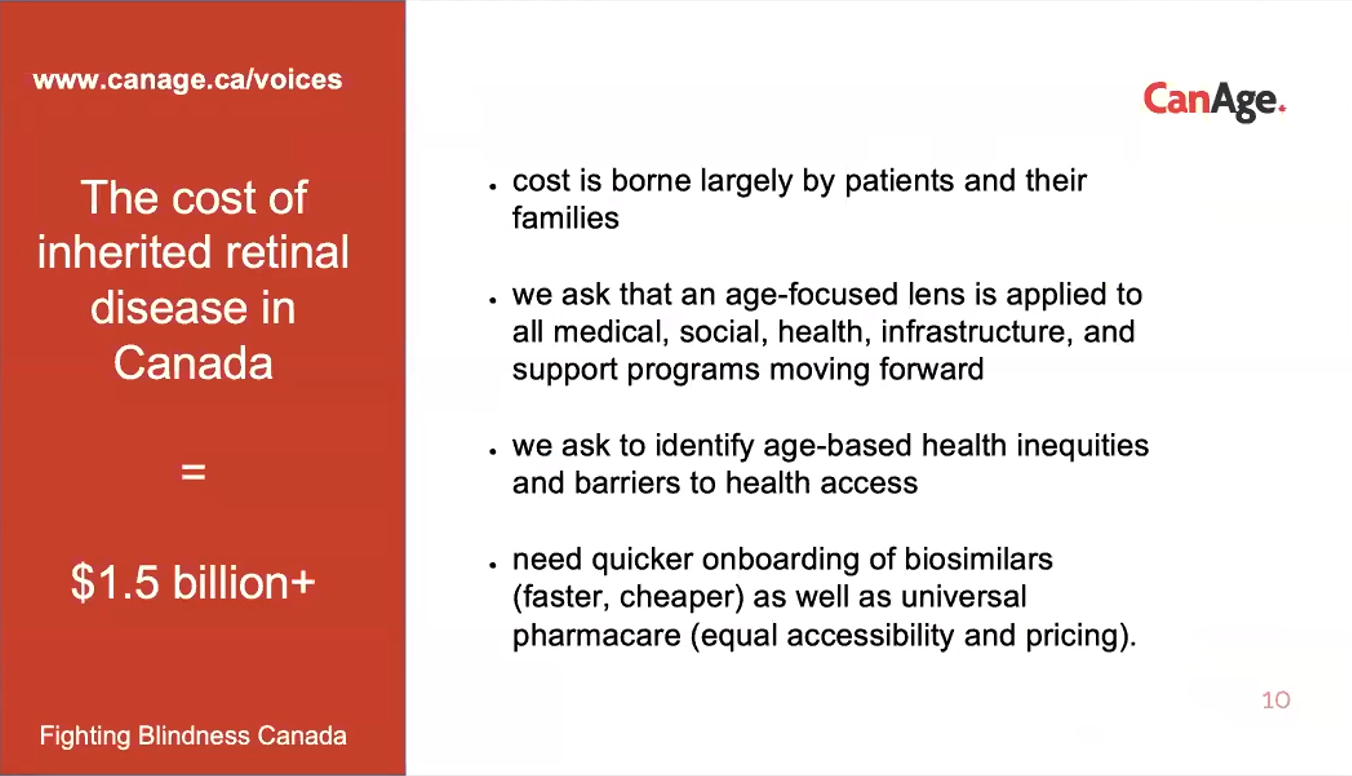 www.canage.ca/voices
The cost of
inherited retinal
disease in
Canada
=
$1.5 billion+
Fighting Blindness Canada
CanAge.
• cost is borne largely by patients and their
families
• we ask that an age-focused lens is applied to
all medical, social, health, infrastructure, and
support programs moving forward
• we ask to identify age-based health inequities
and barriers to health access
• need quicker onboarding of biosimilars
(faster, cheaper) as well as universal
pharmacare (equal accessibility and pricing).
10